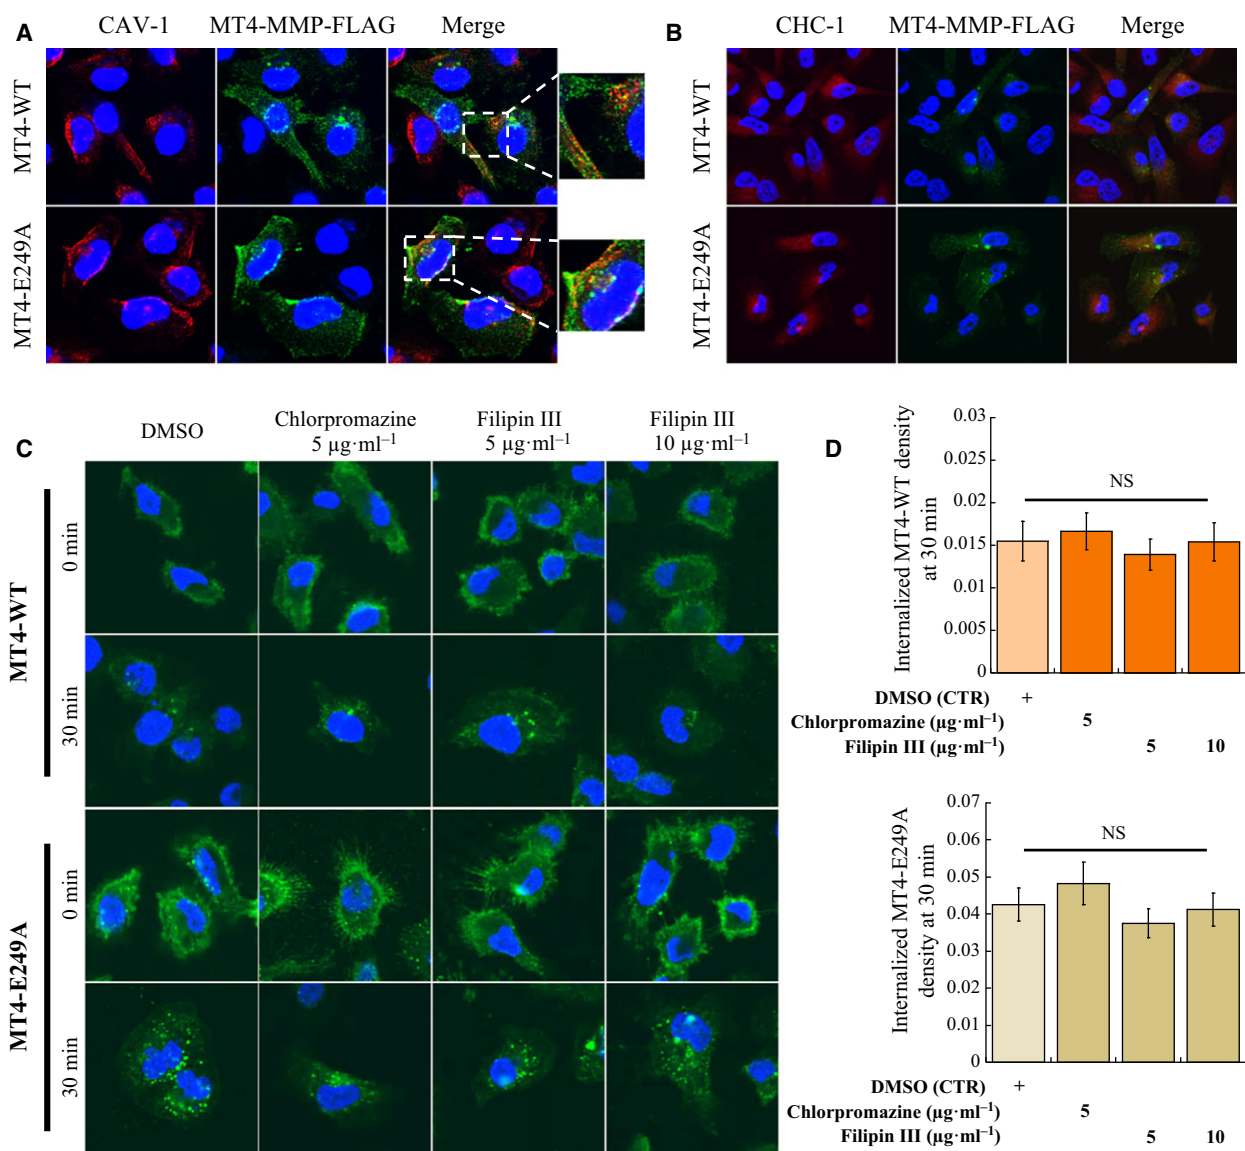 A
CAV-1 MT4-MMP-FLAG Merge
MT4-WT
MT4-E249A
B
CHC-1 MT4-MMP-FLAG Merge
MT4-WT
MT4-E249A
C
DMSO
Chlorpromazine
5 µg·ml⁻¹
Filipin III
5 µg·ml⁻¹
Filipin III
10 µg·ml⁻¹
MT4-WT
0 min
30 min
MT4-E249A
0 min
30 min
D
Internalized MT4-WT density
at 30 min
0.03
0.025
0.02
0.015
0.01
0.005
0
NS
DMSO (CTR) +
Chlorpromazine (µg·ml⁻¹) 5
Filipin III (µg·ml⁻¹) 5 10
Internalized MT4-E249A
density at 30 min
0.07
0.06
0.05
0.04
0.03
0.02
0.01
0
NS
DMSO (CTR) +
Chlorpromazine (µg·ml⁻¹) 5
Filipin III (µg·ml⁻¹) 5 10